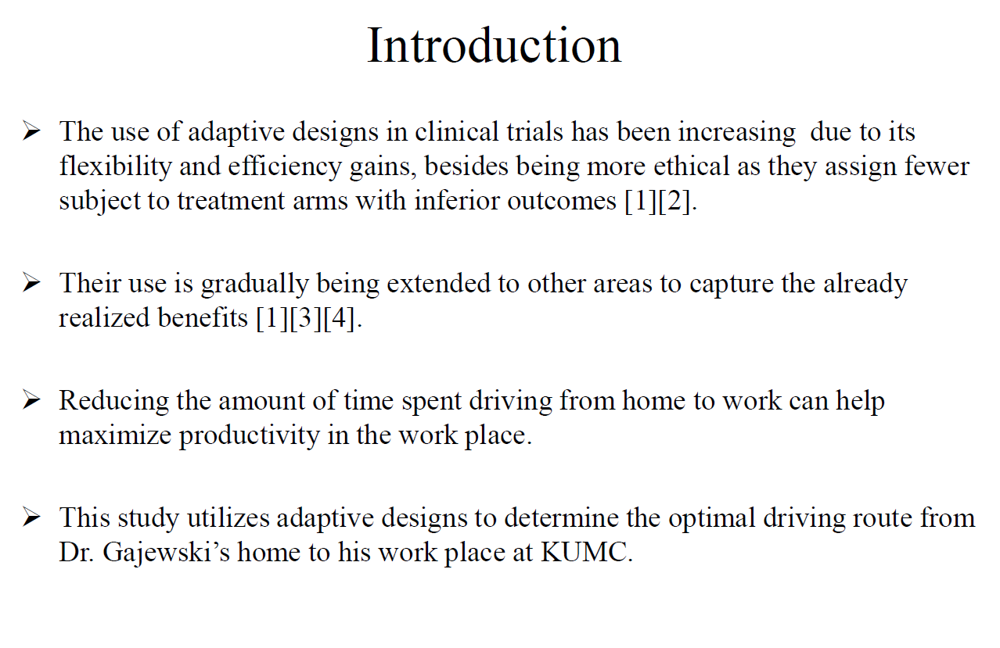 Introduction
➢ The use of adaptive designs in clinical trials has been increasing  due to its
flexibility and efficiency gains, besides being more ethical as they assign fewer
subject to treatment arms with inferior outcomes [1][2].
➢ Their use is gradually being extended to other areas to capture the already
realized benefits [1][3][4].
➢ Reducing the amount of time spent driving from home to work can help
maximize productivity in the work place.
➢ This study utilizes adaptive designs to determine the optimal driving route from
Dr. Gajewski’s home to his work place at KUMC.